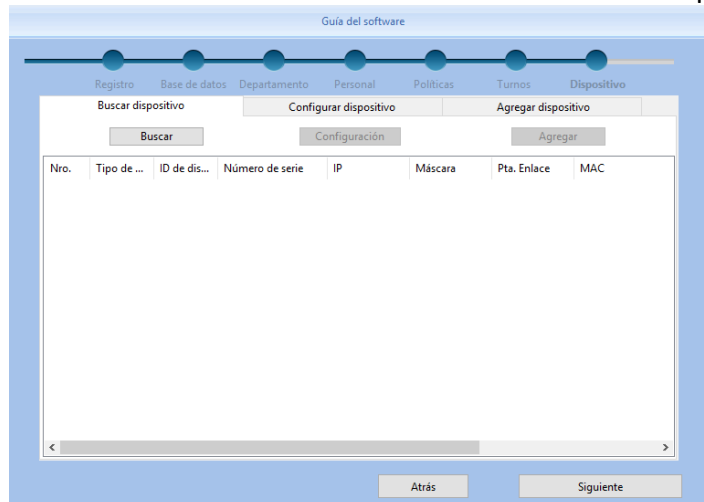 Guía del software
Registro Base de datos Departamento Personal Políticas Turnos Dispositivo
Buscar dispositivo Configurar dispositivo Agregar dispositivo
Buscar Configuración Agregar
Nro. Tipo de ... ID de dis... Número de serie IP Máscara Pta. Enlace MAC
Atrás Siguiente